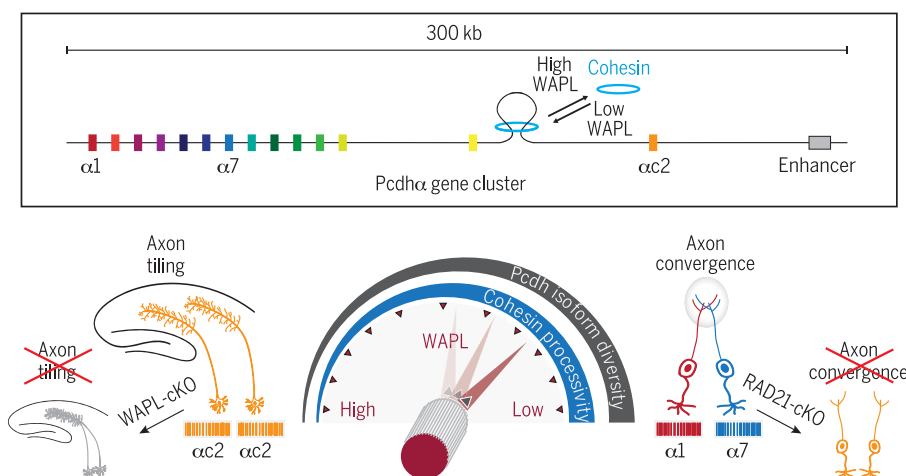 300 kb
High
WAPL
Cohesin
Low
WAPL
α1
α7
αc2
Enhancer
Pcdhα gene cluster
Axon
tiling
Axon
tiling
WAPL-cKO
αc2
αc2
Pcdh isoform diversity
Cohesin processivity
WAPL
High
Low
Axon
convergence
RAD21-cKO
Axon
convergence
α1
α7